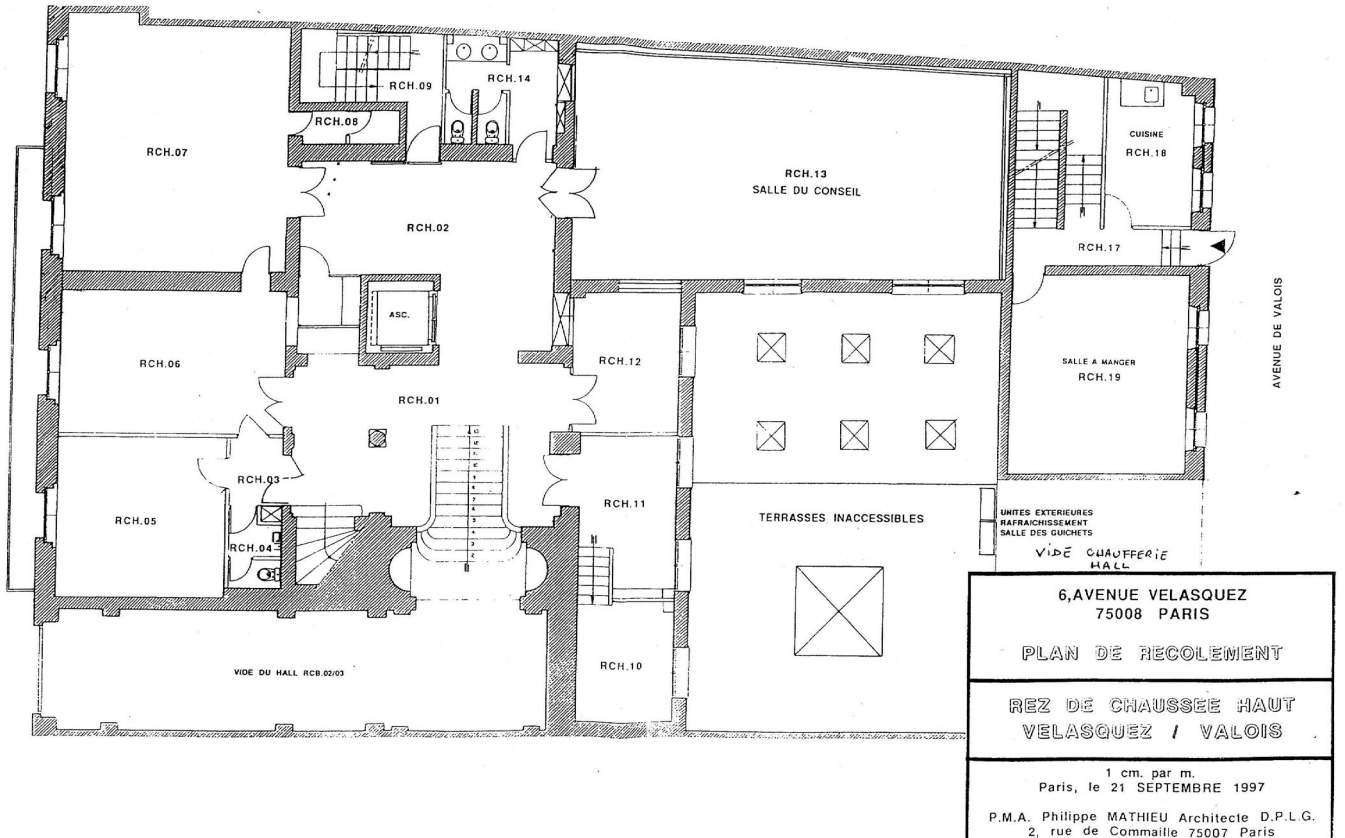 RCH.07
RCH.09
RCH.14
RCH.08
RCH.13
SALLE DU CONSEIL
CUISINE
RCH.18
RCH.02
RCH.17
AVENUE DE VALOIS
ASC.
RCH.06
RCH.01
RCH.12
SALLE A MANGER
RCH.19
RCH.03
RCH.05
RCH.04
RCH.11
TERRASSES INACCESSIBLES
UNITES EXTERIEURES
RAFRAICHISSEMENT
SALLE DES GUICHETS
VIDE CHAUFFERIE
HALL
RCH.10
VIDE DU HALL RCB.02/03
6,AVENUE VELASQUEZ
75008 PARIS
PLAN DE RECOLEMENT
REZ DE CHAUSSEE HAUT
VELASQUEZ / VALOIS
1 cm. par m.
Paris, le 21 SEPTEMBRE 1997
P.M.A. Philippe MATHIEU Architecte D.P.L.G.
2, rue de Commaille 75007 Paris